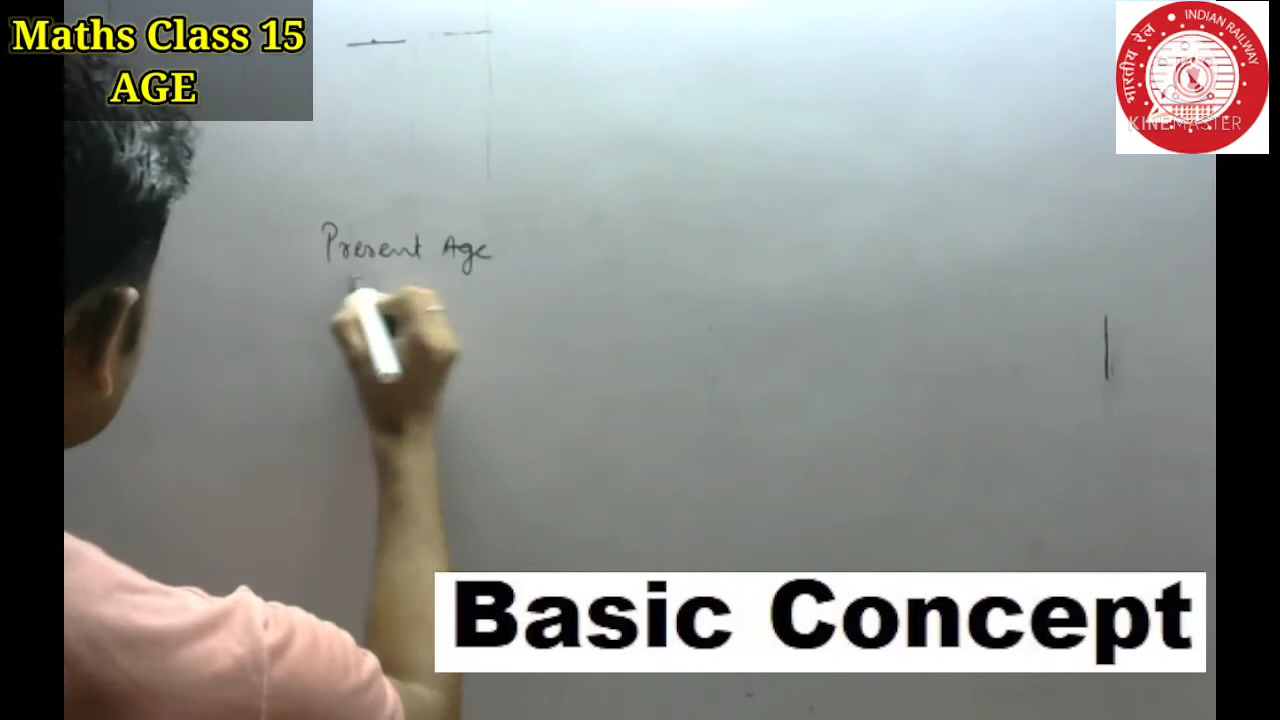 Maths Class 15
AGE
भारतीय रेल
INDIAN RAILWAY
KINEMASTER
Present Age
Basic Concept